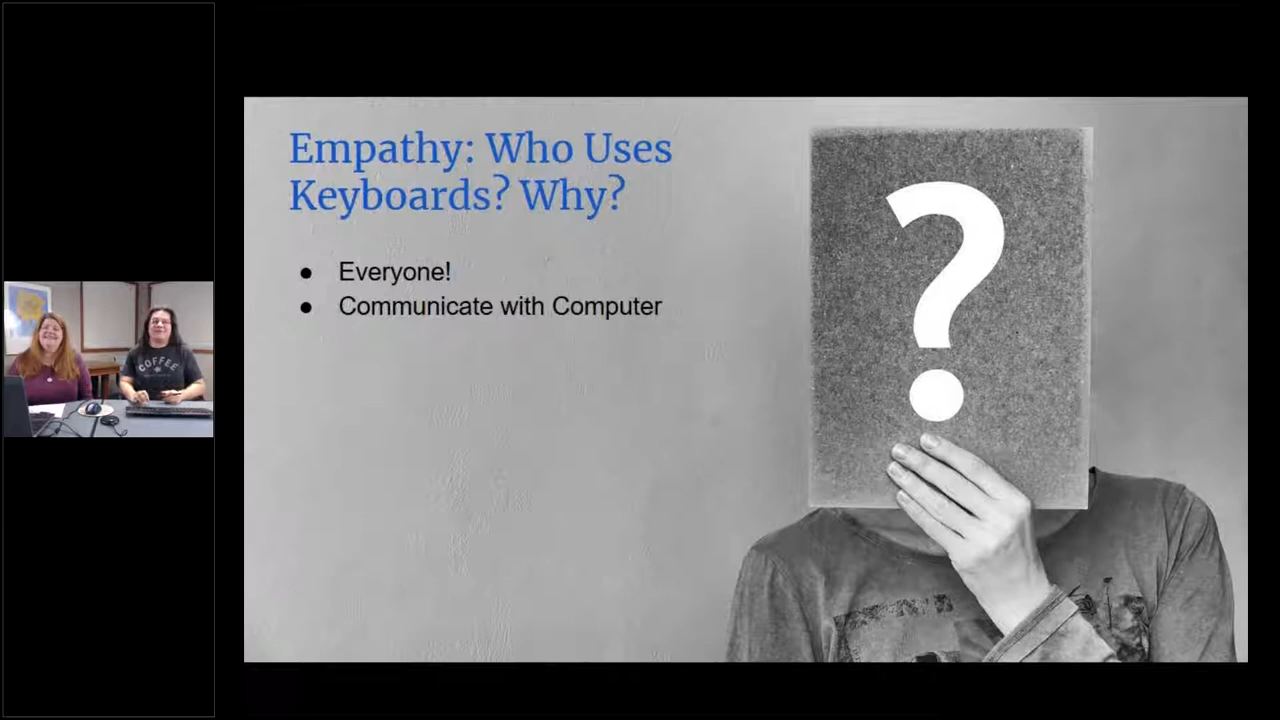 Empathy: Who Uses
Keyboards? Why?
● Everyone!
● Communicate with Computer
?
COFFEE